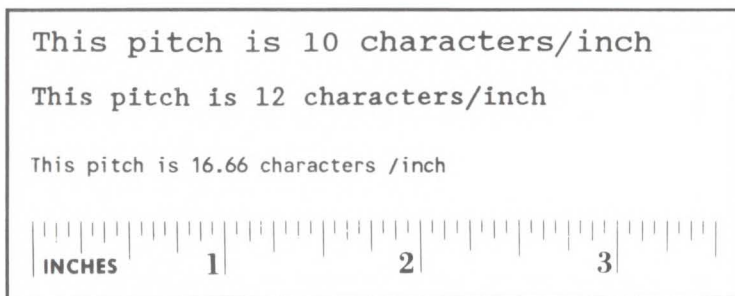 This pitch is 10 characters/inch
This pitch is 12 characters/inch
This pitch is 16.66 characters /inch
INCHES 1 2 3